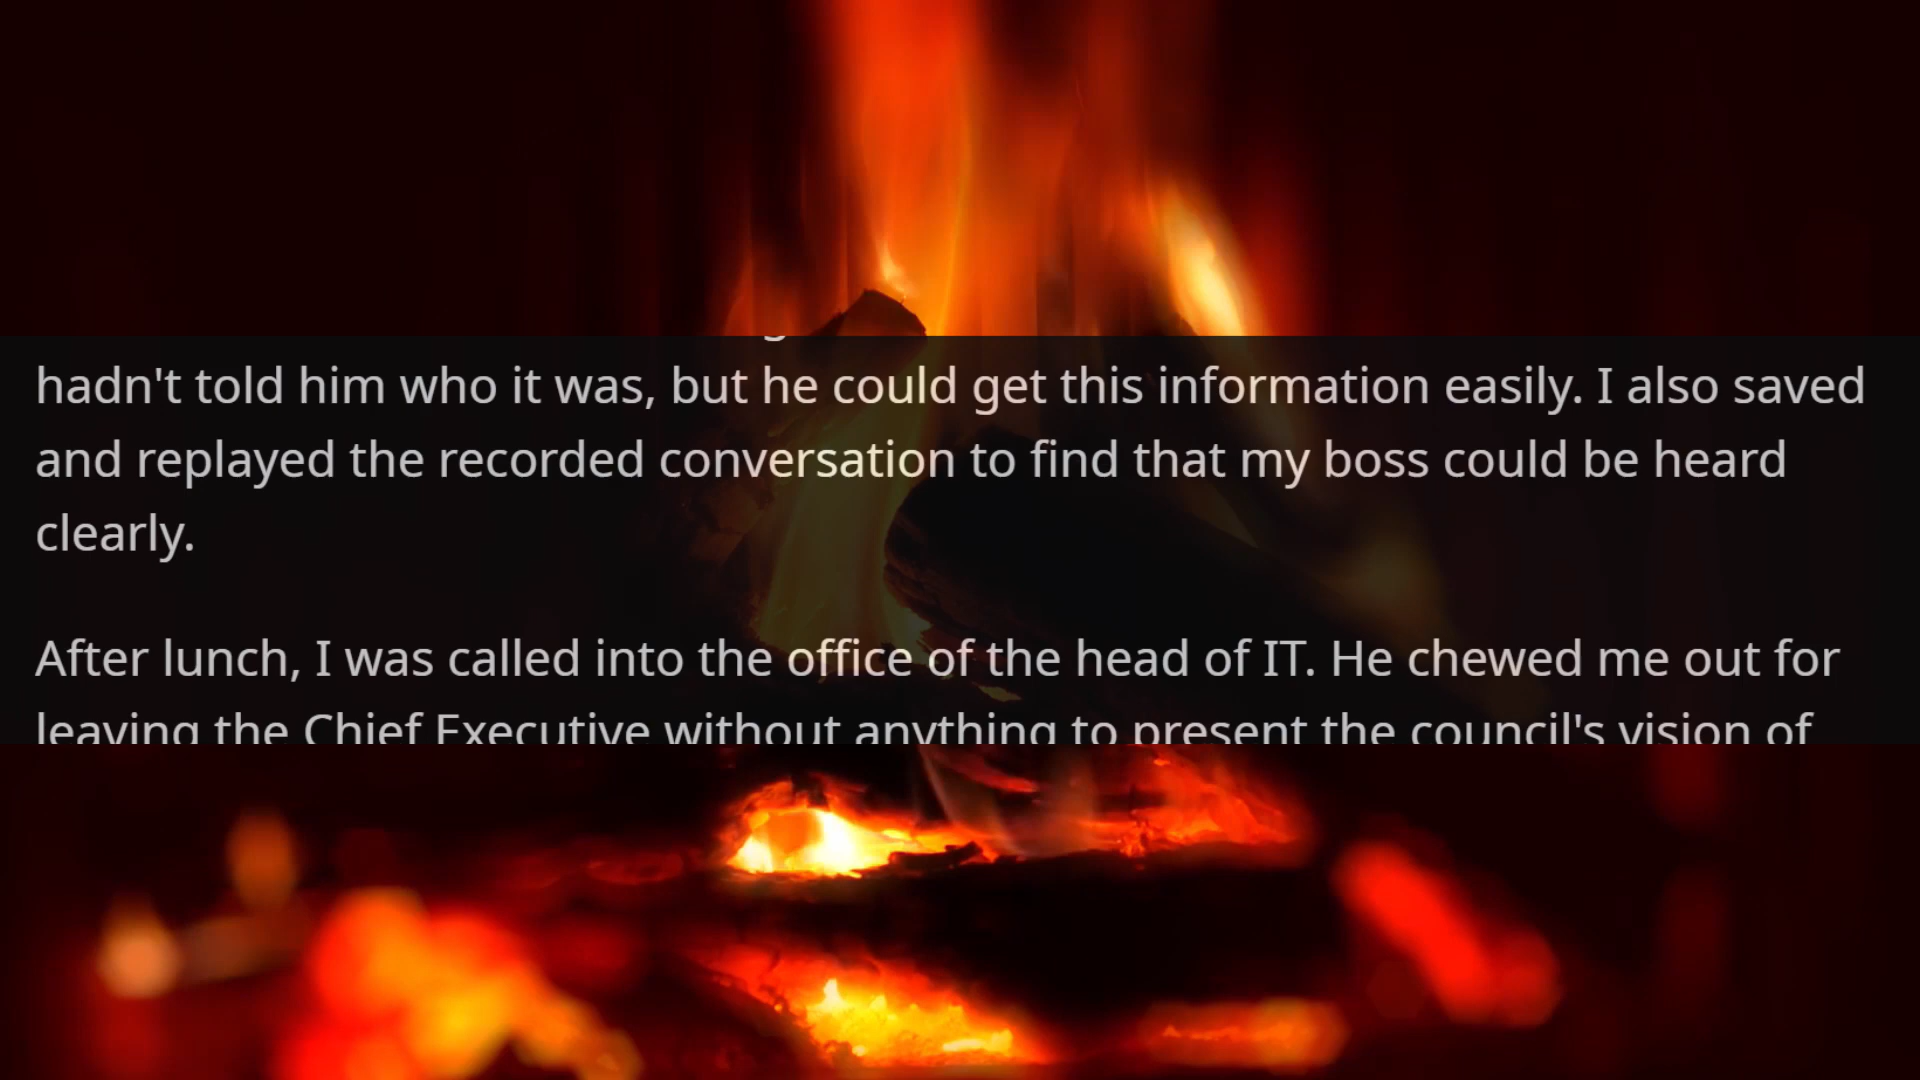 hadn't told him who it was, but he could get this information easily. I also saved
and replayed the recorded conversation to find that my boss could be heard
clearly.
After lunch, I was called into the office of the head of IT. He chewed me out for
leaving the Chief Executive without anything to present the council's vision of